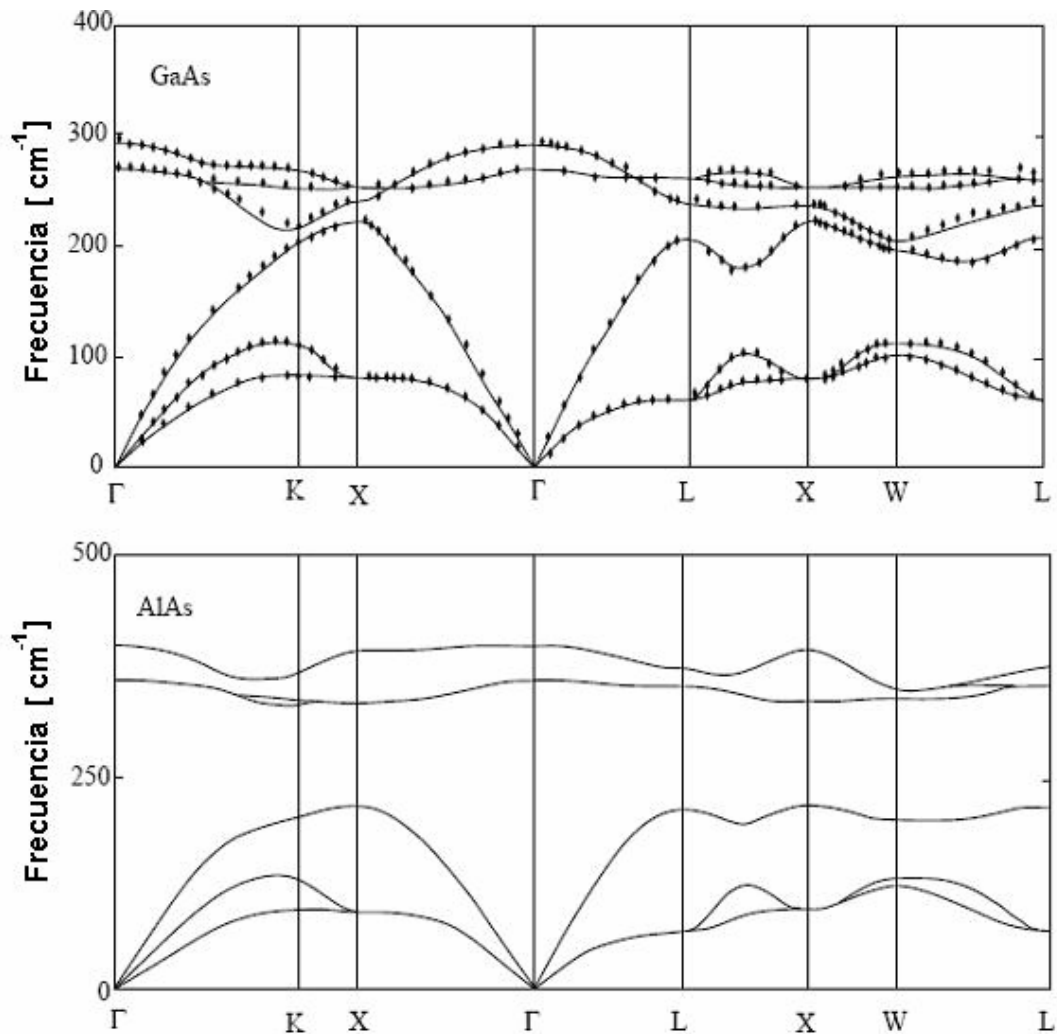 400
GaAs
300
200
100
0
Frecuencia [ cm-1]
Γ K X Γ L X W L
500
AlAs
250
0
Frecuencia [ cm-1]
Γ K X Γ L X W L